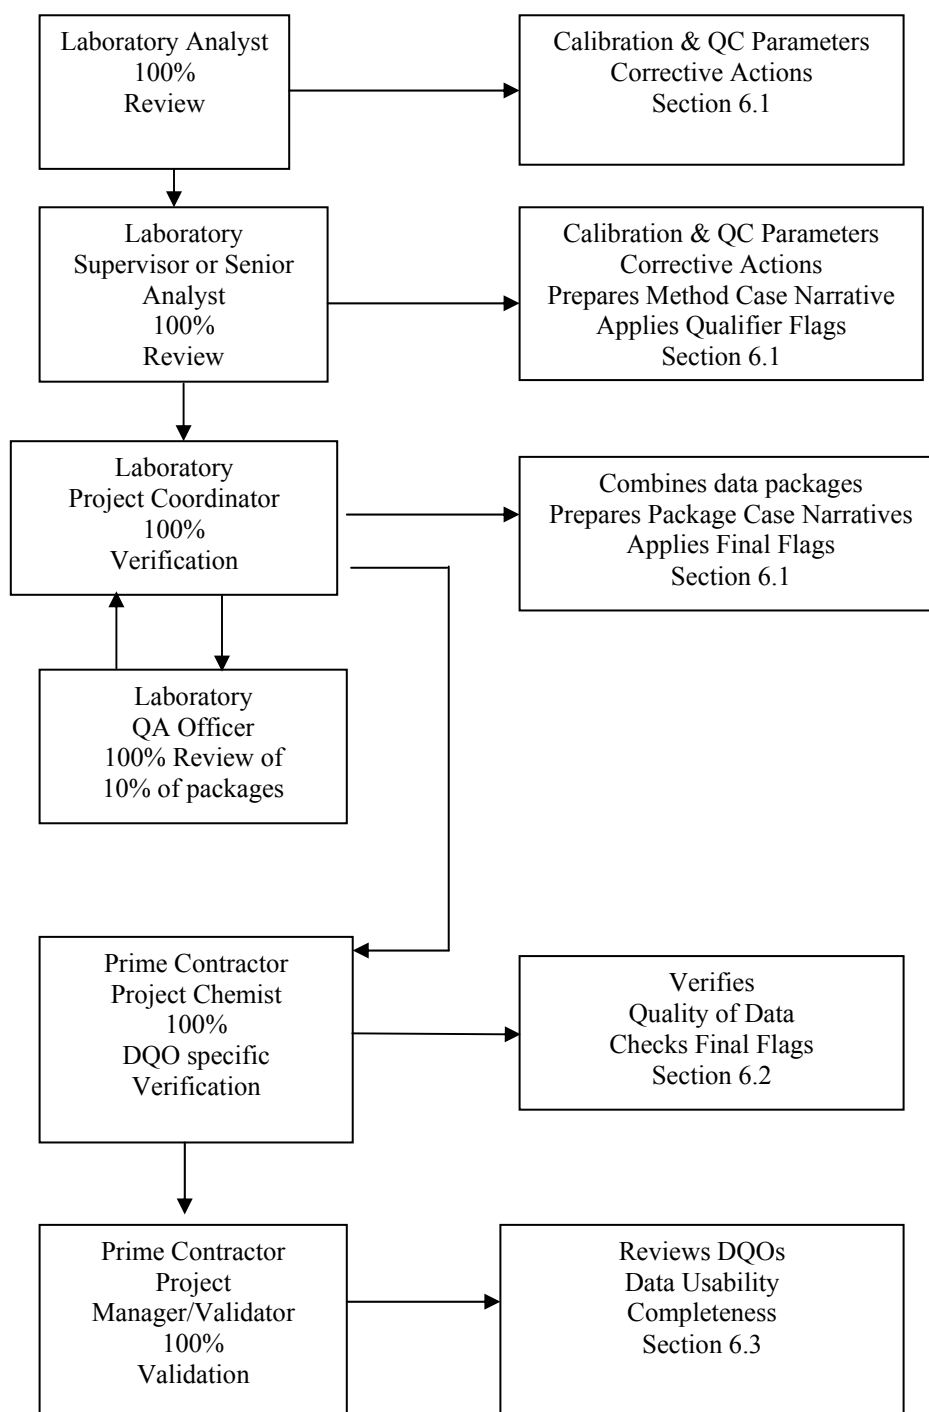 Laboratory Analyst
100%
Review
Calibration & QC Parameters
Corrective Actions
Section 6.1
Laboratory
Supervisor or Senior
Analyst
100%
Review
Calibration & QC Parameters
Corrective Actions
Prepares Method Case Narrative
Applies Qualifier Flags
Section 6.1
Laboratory
Project Coordinator
100%
Verification
Combines data packages
Prepares Package Case Narratives
Applies Final Flags
Section 6.1
Laboratory
QA Officer
100% Review of
10% of packages
Prime Contractor
Project Chemist
100%
DQO specific
Verification
Verifies
Quality of Data
Checks Final Flags
Section 6.2
Prime Contractor
Project
Manager/Validator
100%
Validation
Reviews DQOs
Data Usability
Completeness
Section 6.3